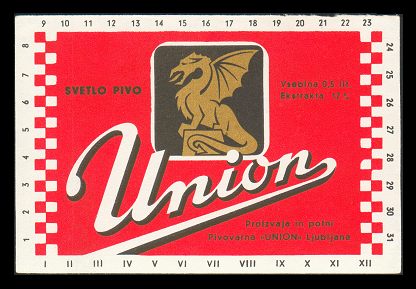 9 10 11 12 13 14 15 16 17 18 19 20 21 22 23
8
7
6
5
4
3
2
1
SVETLO PIVO
Vsebina 0,5 lit
Ekstrakta 12%
Union
Proizvaja in polni
Pivovarna »UNION« Ljubljana
24
25
26
27
28
29
30
31
I II III IV V VI VII VIII IX X XI XII